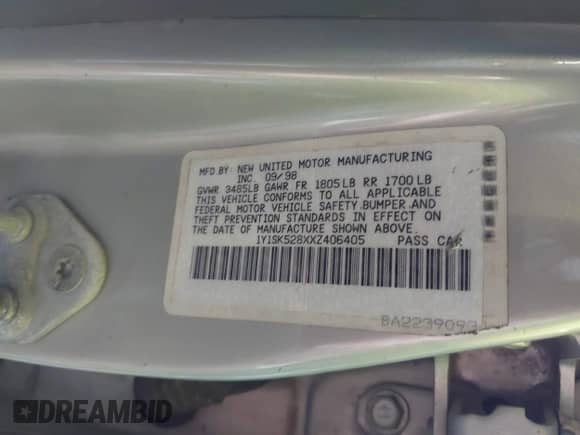 MFD BY: NEW UNITED MOTOR MANUFACTURING
INC. 09/98
GVWR 3485LB GAWR FR 1805LB RR 1700LB
THIS VEHICLE CONFORMS TO ALL APPLICABLE
FEDERAL MOTOR VEHICLE SAFETY,BUMPER,AND
THEFT PREVENTION STANDARDS IN EFFECT ON
THE DATE OF MANUFACTURE SHOWN ABOVE.
1Y1SK528XXZ406405 PASS CAR
BA2239093
DREAMBID